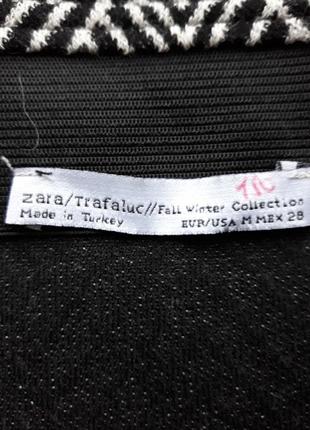 zara/Trafaluc//Fall Winter Collection
Made in Turkey EUR/USA M MEX 28